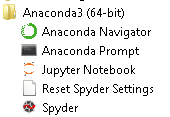 Anaconda3 (64-bit)
Anaconda Navigator
Anaconda Prompt
Jupyter Notebook
Reset Spyder Settings
Spyder